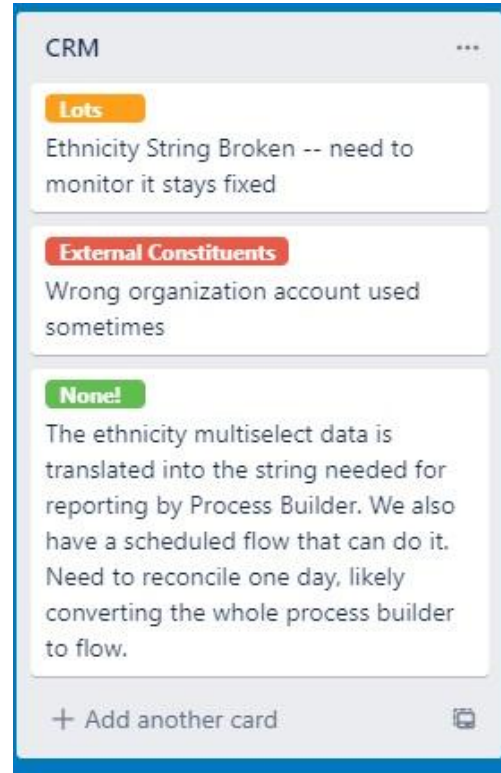 CRM
Lots
Ethnicity String Broken -- need to
monitor it stays fixed
External Constituents
Wrong organization account used
sometimes
None!
The ethnicity multiselect data is
translated into the string needed for
reporting by Process Builder. We also
have a scheduled flow that can do it.
Need to reconcile one day, likely
converting the whole process builder
to flow.
+ Add another card